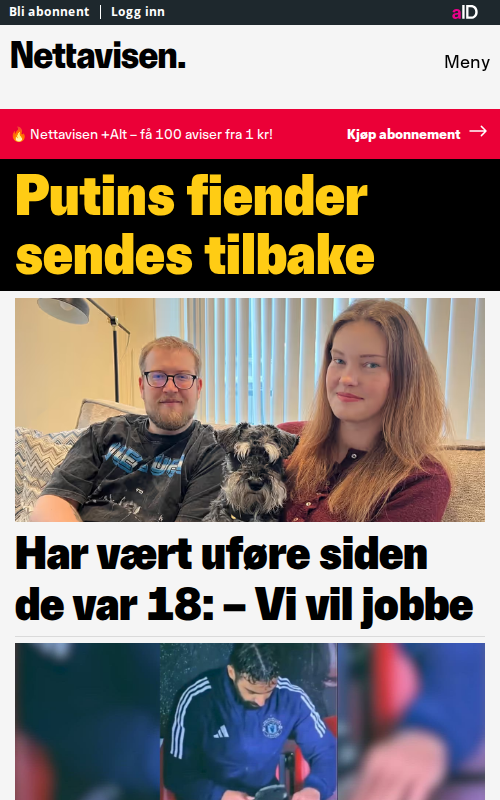 Bli abonnent | Logg inn
aID
Nettavisen.
Meny
🔥 Nettavisen +Alt – få 100 aviser fra 1 kr!
Kjøp abonnement →
Putins fiender
sendes tilbake
Har vært uføre siden
de var 18: – Vi vil jobbe